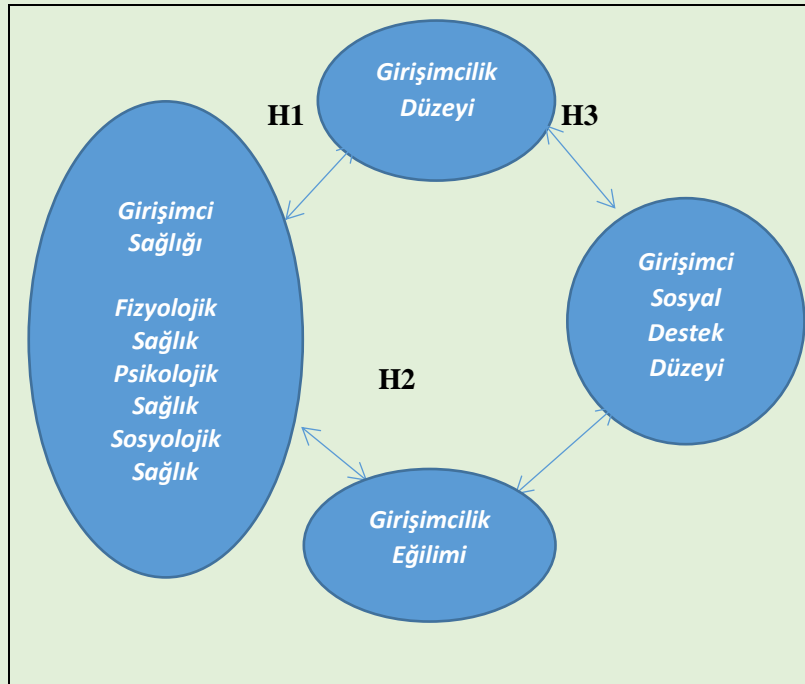 Girişimcilik
Düzeyi
H1
H3
Girişimci
Sağlığı
Fizyolojik
Sağlık
Psikolojik
Sağlık
Sosyolojik
Sağlık
Girişimci
Sosyal
Destek
Düzeyi
H2
Girişimcilik
Eğilimi